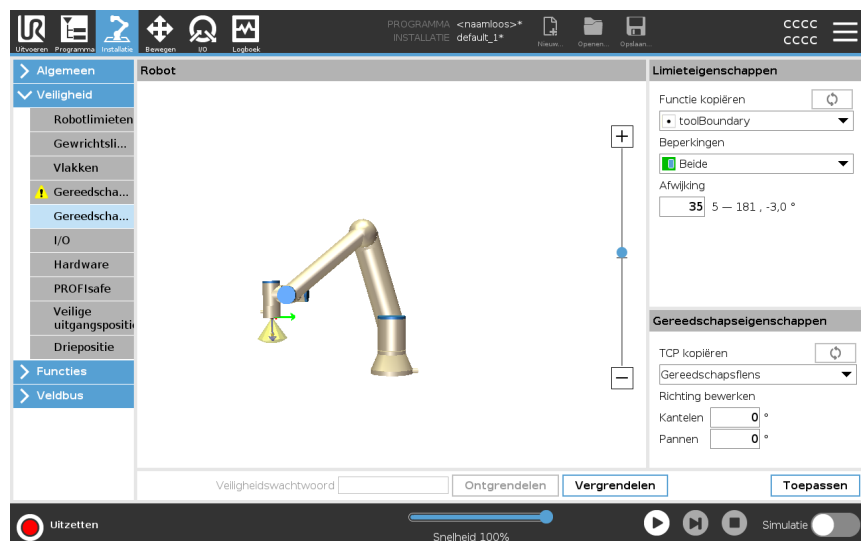 UR
PROGRAMMA <naamloos>*
INSTALLATIE default_1*
CCCC
CCCC
Uitvoeren Programma Installatie Bewegen I/O Logboek Nieuw... Openen... Opslaan...
Algemeen
Veiligheid
Robotlimieten
Gewrichtsli...
Vlakken
Gereedscha...
Gereedscha...
I/O
Hardware
PROFIsafe
Veilige
uitgangspositi
Driepositie
Functies
Veldbus
Robot
+
−
Limieteigenschappen
Functie kopiëren
toolBoundary
Beperkingen
Beide
Afwijking
35 5 — 181 , -3,0 °
Gereedschapseigenschappen
TCP kopiëren
Gereedschapsflens
Richting bewerken
Kantelen 0 °
Pannen 0 °
Veiligheidswachtwoord Ontgrendelen Vergrendelen Toepassen
Uitzetten
Snelheid 100%
Simulatie